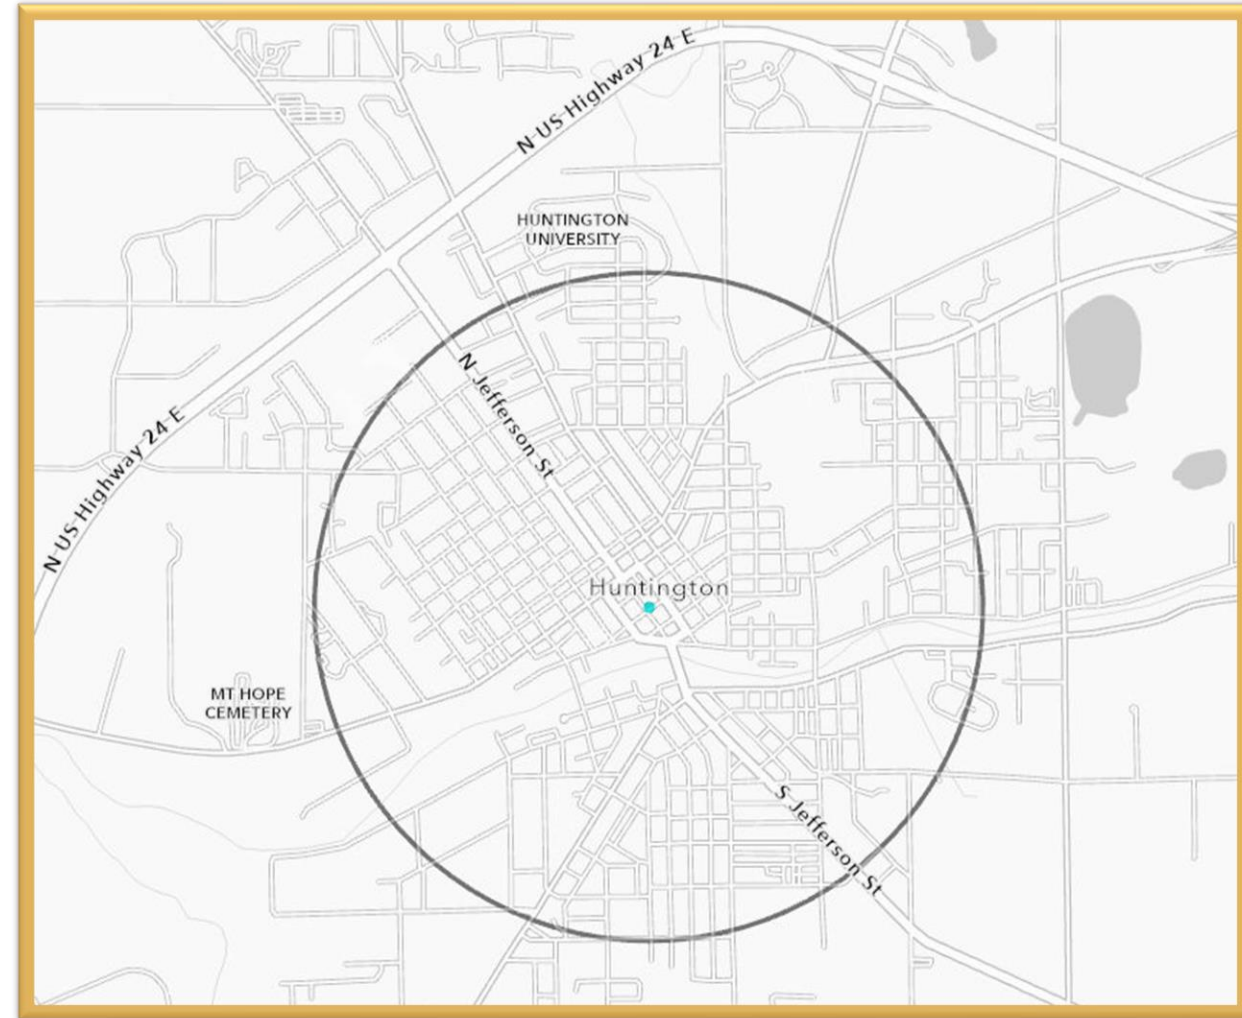 N US Highway 24 E
HUNTINGTON
UNIVERSITY
N Jefferson St
N US Highway 24 E
Huntington
MT HOPE
CEMETERY
S Jefferson St